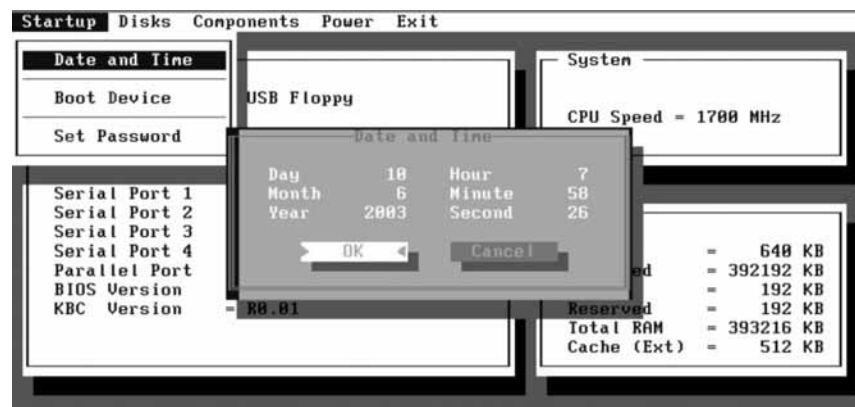 Startup Disks Components Power Exit
Date and Time
Boot Device
Set Password
USB Floppy
System
CPU Speed = 1700 MHz
Date and Time
Day 10 Hour 7
Month 6 Minute 58
Year 2003 Second 26
OK Cancel
Serial Port 1
Serial Port 2
Serial Port 3
Serial Port 4
Parallel Port
BIOS Version
KBC Version = R0.01
= 640 KB
= 392192 KB
= 192 KB
Reserved = 192 KB
Total RAM = 393216 KB
Cache (Ext) = 512 KB